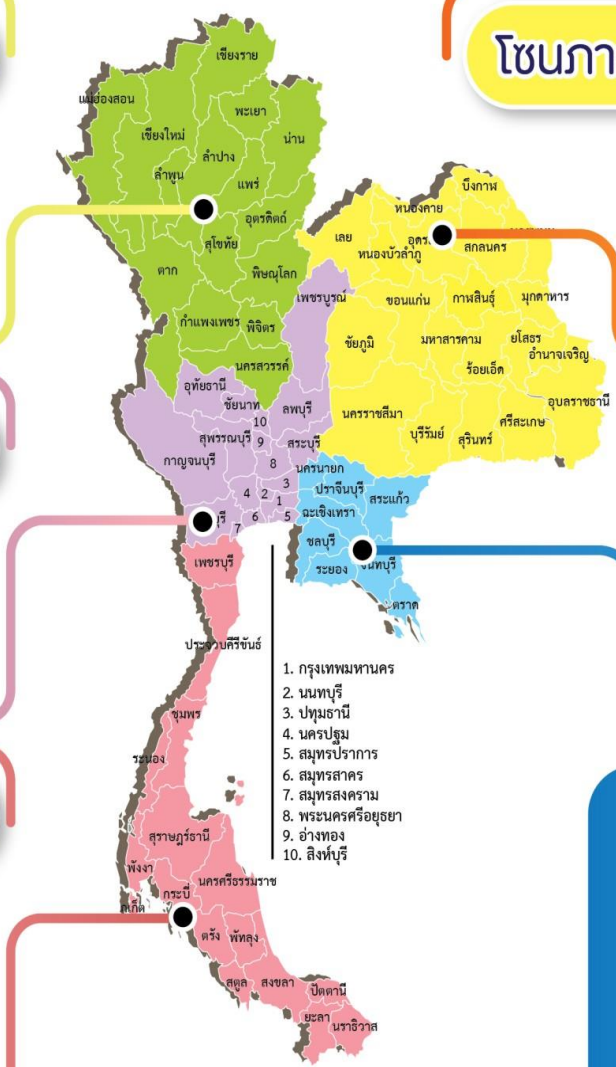 โซนภา
เชียงราย
แม่ฮ่องสอน
พะเยา
เชียงใหม่
น่าน
ลำปาง
ลำพูน
แพร่
อุตรดิตถ์
สุโขทัย
ตาก
พิษณุโลก
กำแพงเพชร
พิจิตร
นครสวรรค์
บึงกาฬ
หนองคาย
เลย
สกลนคร
หนองบัวลำภู
ขอนแก่น
กาฬสินธุ์
มุกดาหาร
ชัยภูมิ
มหาสารคาม
ยโสธร
อำนาจเจริญ
ร้อยเอ็ด
อุบลราชธานี
นครราชสีมา
บุรีรัมย์
สุรินทร์
ศรีสะเกษ
เพชรบูรณ์
อุทัยธานี
ชัยนาท
ลพบุรี
10
สุพรรณบุรี
9
สระบุรี
กาญจนบุรี
8
นครนายก
3
4
2
1
6
5
7
ปราจีนบุรี
สระแก้ว
ฉะเชิงเทรา
ชลบุรี
ระยอง
ตราด
เพชรบุรี
ประจวบคีรีขันธ์
ชุมพร
ระนอง
สุราษฎร์ธานี
พังงา
นครศรีธรรมราช
กระบี่
ภูเก็ต
ตรัง
พัทลุง
สตูล
สงขลา
ปัตตานี
ยะลา
นราธิวาส
1. กรุงเทพมหานคร
2. นนทบุรี
3. ปทุมธานี
4. นครปฐม
5. สมุทรปราการ
6. สมุทรสาคร
7. สมุทรสงคราม
8. พระนครศรีอยุธยา
9. อ่างทอง
10. สิงห์บุรี